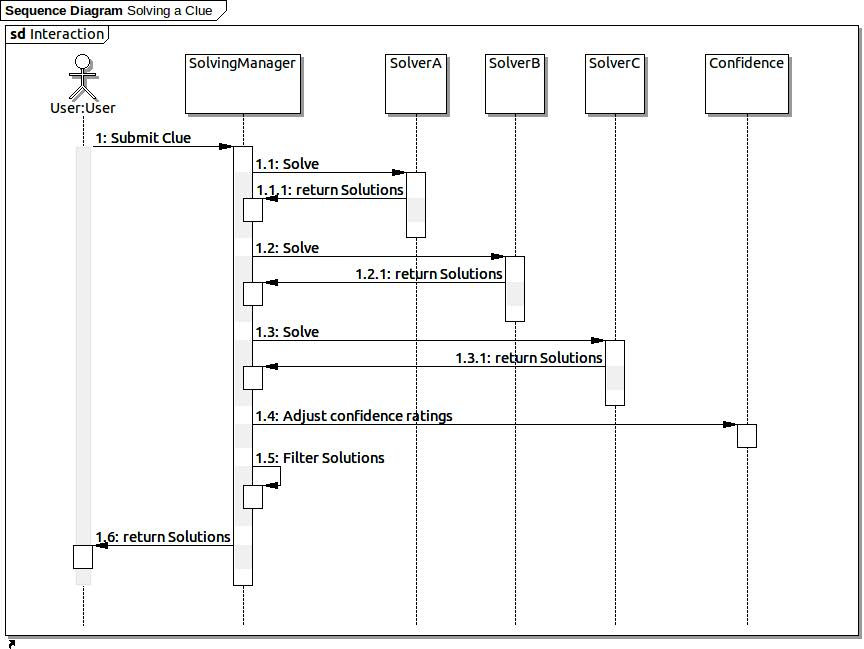 Sequence Diagram Solving a Clue
sd Interaction
User:User
SolvingManager
SolverA
SolverB
SolverC
Confidence
1: Submit Clue
1.1: Solve
1.1.1: return Solutions
1.2: Solve
1.2.1: return Solutions
1.3: Solve
1.3.1: return Solutions
1.4: Adjust confidence ratings
1.5: Filter Solutions
1.6: return Solutions